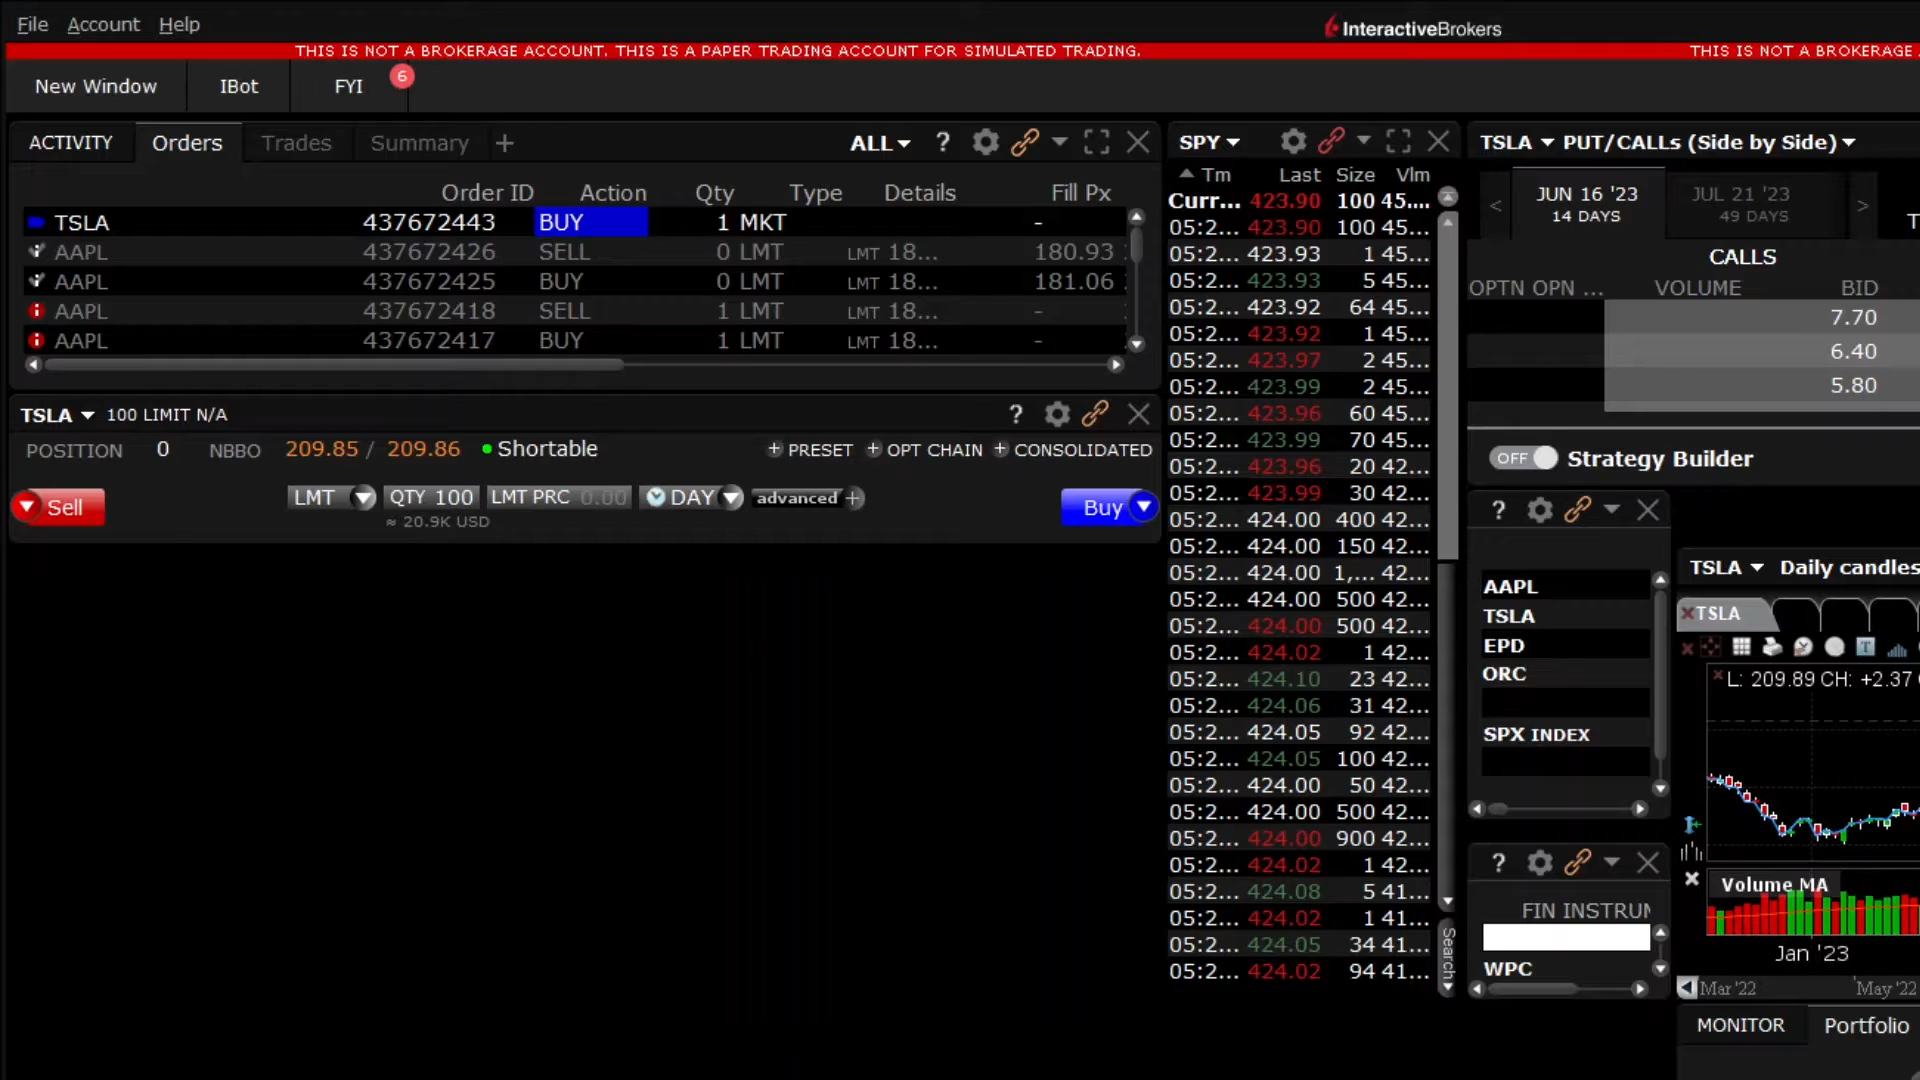 File Account Help
InteractiveBrokers
THIS IS NOT A BROKERAGE ACCOUNT. THIS IS A PAPER TRADING ACCOUNT FOR SIMULATED TRADING.
THIS IS NOT A BROKERAGE
New Window IBot FYI 6
ACTIVITY Orders Trades Summary + ALL ?
Order ID Action Qty Type Details Fill Px
TSLA 437672443 BUY 1 MKT -
AAPL 437672426 SELL 0 LMT LMT 18... 180.93
AAPL 437672425 BUY 0 LMT LMT 18... 181.06
AAPL 437672418 SELL 1 LMT LMT 18... -
AAPL 437672417 BUY 1 LMT LMT 18... -
TSLA 100 LIMIT N/A ?
POSITION 0 NBBO 209.85 / 209.86 Shortable + PRESET + OPT CHAIN + CONSOLIDATED
Sell LMT QTY 100 LMT PRC 0.00 DAY advanced + Buy
≈ 20.9K USD
SPY
Tm Last Size Vlm
Curr... 423.90 100 45....
05:2... 423.90 100 45...
05:2... 423.93 1 45...
05:2... 423.93 5 45...
05:2... 423.92 64 45...
05:2... 423.92 1 45...
05:2... 423.97 2 45...
05:2... 423.99 2 45...
05:2... 423.96 60 45...
05:2... 423.99 70 45...
05:2... 423.96 20 42...
05:2... 423.99 30 42...
05:2... 424.00 400 42...
05:2... 424.00 150 42...
05:2... 424.00 1,... 42...
05:2... 424.00 500 42...
05:2... 424.00 500 42...
05:2... 424.02 1 42...
05:2... 424.10 23 42...
05:2... 424.06 31 42...
05:2... 424.05 92 42...
05:2... 424.05 100 42...
05:2... 424.00 50 42...
05:2... 424.00 500 42...
05:2... 424.00 900 42...
05:2... 424.02 1 42...
05:2... 424.08 5 41...
05:2... 424.02 1 41...
05:2... 424.05 34 41...
05:2... 424.02 94 41...
Search
TSLA PUT/CALLs (Side by Side)
< JUN 16 '23 JUL 21 '23 >
14 DAYS 49 DAYS
T
CALLS
OPTN OPN ... VOLUME BID
7.70
6.40
5.80
OFF Strategy Builder
?
AAPL
TSLA
EPD
ORC
SPX INDEX
?
FIN INSTRUM
WPC
TSLA Daily candles
TSLA
L: 209.89 CH: +2.37
Volume MA
Jan '23
Mar '22 May '22
MONITOR Portfolio